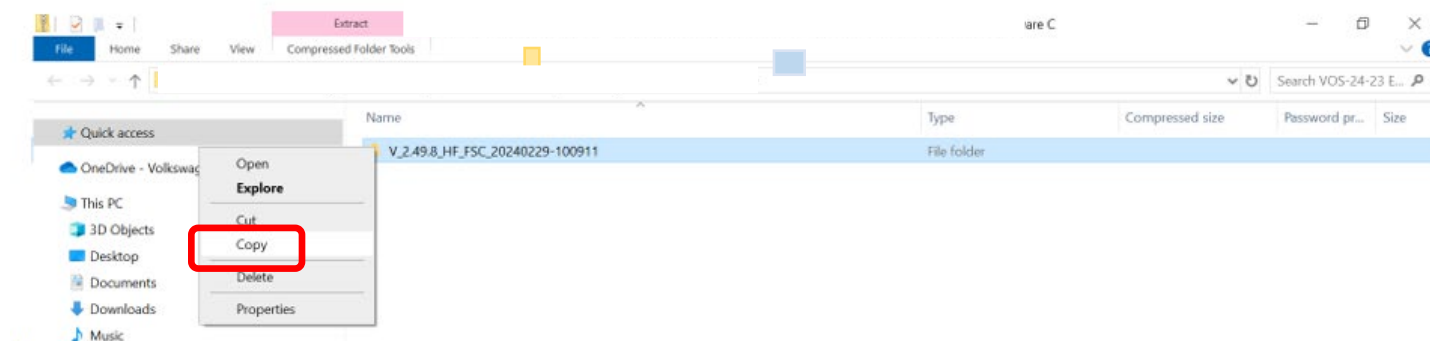 Extract
are C
File Home Share View Compressed Folder Tools
Search VOS-24-23 E...
Name Type Compressed size Password pr... Size
Quick access
V_2.49.8_HF_FSC_20240229-100911 File folder
OneDrive - Volkswag
Open
Explore
This PC
Cut
3D Objects
Copy
Desktop
Delete
Documents
Downloads
Properties
Music